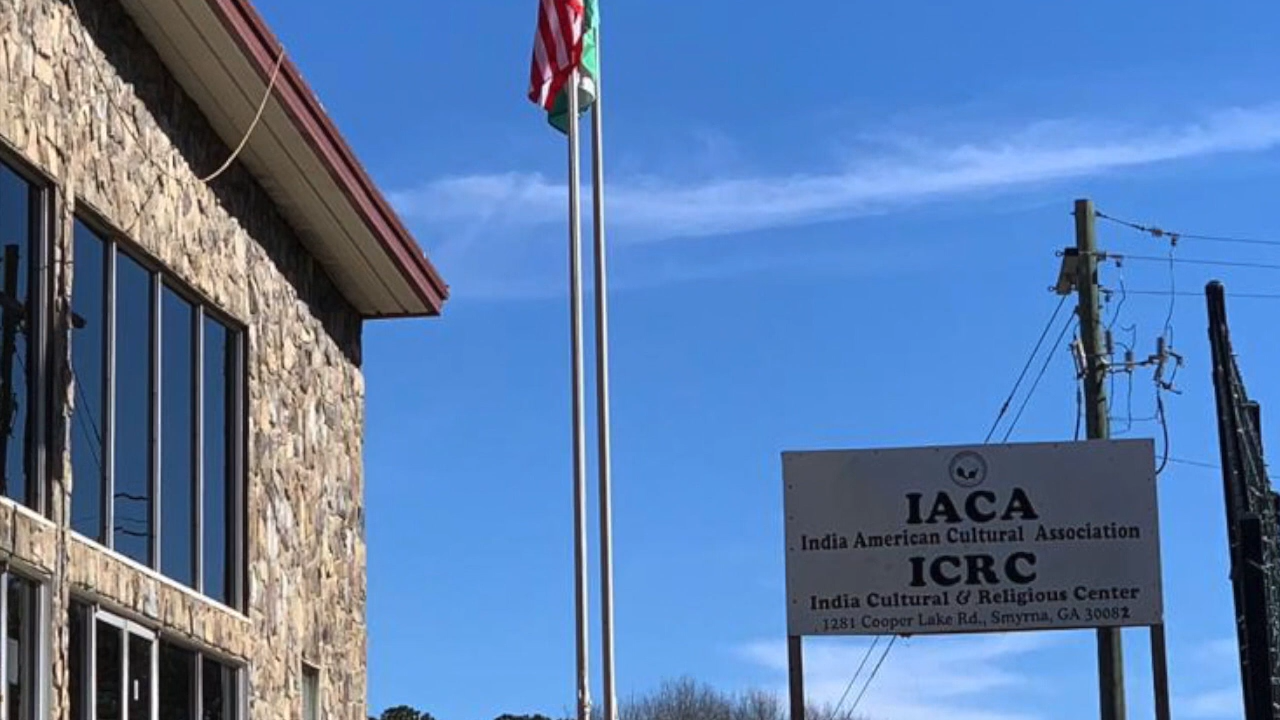 IACA
India American Cultural Association
ICRC
India Cultural & Religious Center
1281 Cooper Lake Rd., Smyrna, GA 30082